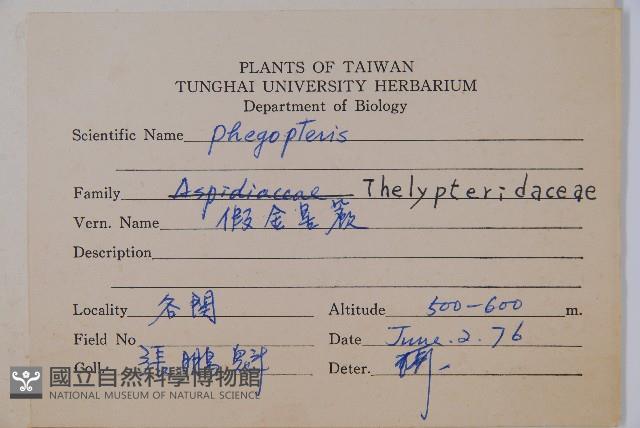 PLANTS OF TAIWAN
TUNGHAI UNIVERSITY HERBARIUM
Department of Biology
Scientific Name Phegopteris
Family Aspidiaceae Thelypteridaceae
Vern. Name 假金星蕨
Description
Locality 谷関 Altitude 500-600 m.
Field No Date June. 2. 76
Coll. 張鵬 Deter.
國立自然科學博物館
NATIONAL MUSEUM OF NATURAL SCIENCE